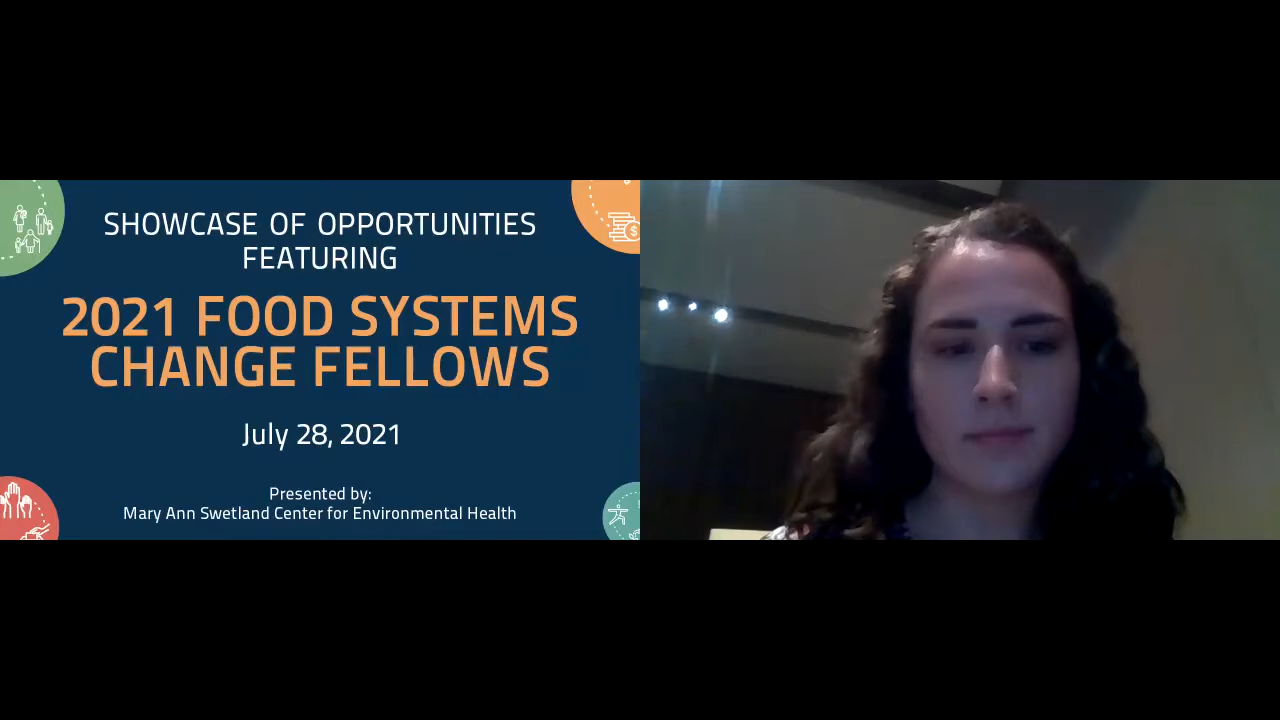 SHOWCASE OF OPPORTUNITIES
FEATURING
2021 FOOD SYSTEMS
CHANGE FELLOWS
July 28, 2021
Presented by:
Mary Ann Swetland Center for Environmental Health
$